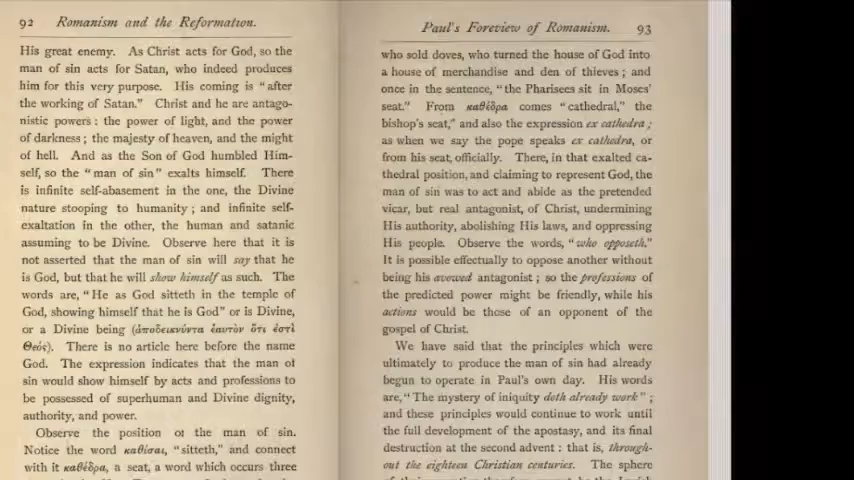 92 Romanism and the Reformation.
His great enemy. As Christ acts for God, so the
man of sin acts for Satan, who indeed produces
him for this very purpose. His coming is "after
the working of Satan." Christ and he are antago-
nistic powers: the power of light, and the power
of darkness; the majesty of heaven, and the might
of hell. And as the Son of God humbled Him-
self, so the "man of sin" exalts himself. There
is infinite self-abasement in the one, the Divine
nature stooping to humanity; and infinite self-
exaltation in the other, the human and satanic
assuming to be Divine. Observe here that it is
not asserted that the man of sin will say that he
is God, but that he will show himself as such. The
words are, "He as God sitteth in the temple of
God, showing himself that he is God" or is Divine,
or a Divine being (ἀποδεικνύντα ἑαυτὸν ὅτι ἐστὶ
Θεός). There is no article here before the name
God. The expression indicates that the man of
sin would show himself by acts and professions to
be possessed of superhuman and Divine dignity,
authority, and power.
Observe the position of the man of sin.
Notice the word καθίσαι, "sitteth," and connect
with it καθέδρα, a seat, a word which occurs three
Paul's Foreview of Romanism. 93
who sold doves, who turned the house of God into
a house of merchandise and den of thieves; and
once in the sentence, "the Pharisees sit in Moses'
seat." From καθέδρα comes "cathedral," the
bishop's seat," and also the expression ex cathedra;
as when we say the pope speaks ex cathedra, or
from his seat, officially. There, in that exalted ca-
thedral position, and claiming to represent God, the
man of sin was to act and abide as the pretended
vicar, but real antagonist, of Christ, undermining
His authority, abolishing His laws, and oppressing
His people. Observe the words, "who opposeth."
It is possible effectually to oppose another without
being his avowed antagonist; so the professions of
the predicted power might be friendly, while his
actions would be those of an opponent of the
gospel of Christ.
We have said that the principles which were
ultimately to produce the man of sin had already
begun to operate in Paul's own day. His words
are, "The mystery of iniquity doth already work";
and these principles would continue to work until
the full development of the apostasy, and its final
destruction at the second advent: that is, through-
out the eighteen Christian centuries. The sphere